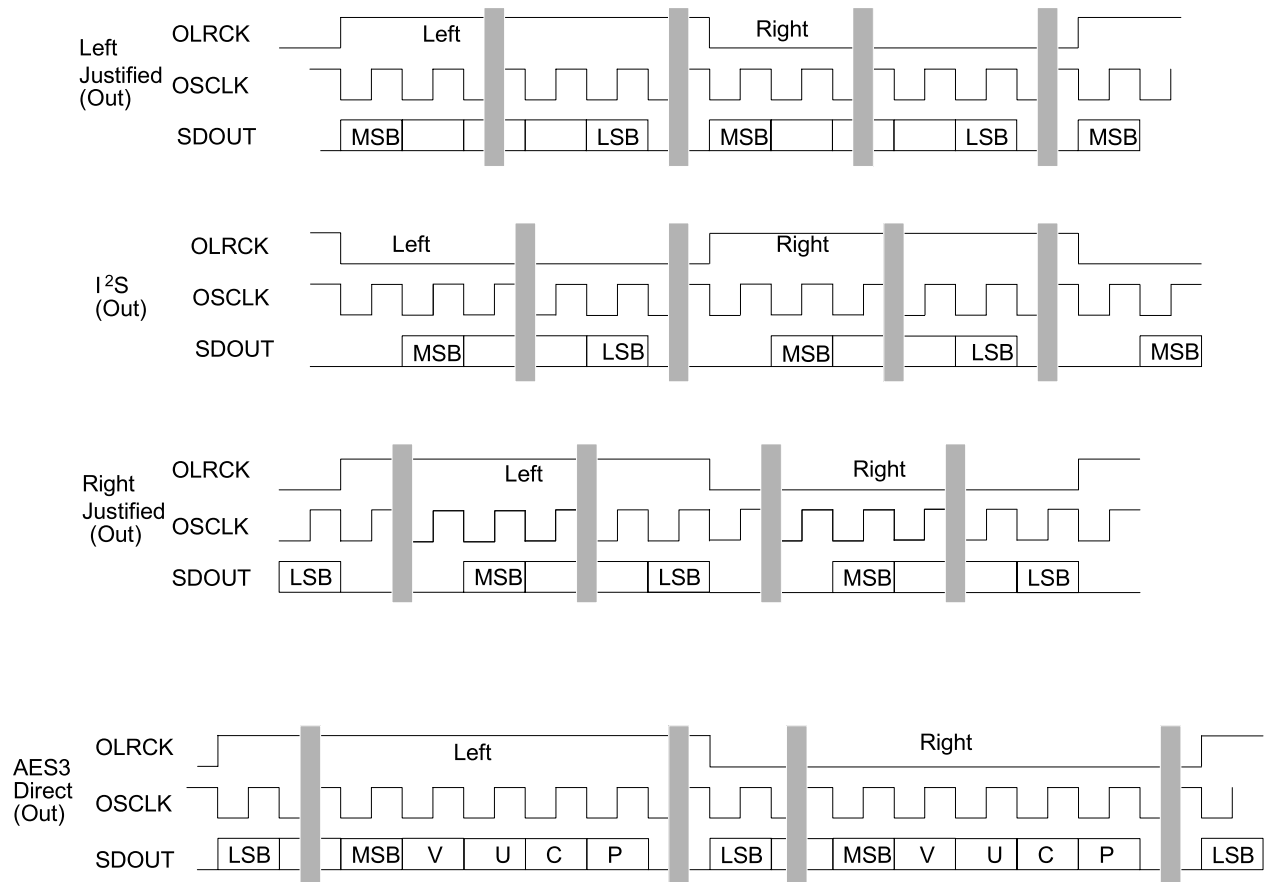 OLRCK Left Right
Left
Justified
(Out)
OSCLK
SDOUT MSB LSB MSB LSB MSB
OLRCK Left Right
I²S
(Out)
OSCLK
SDOUT MSB LSB MSB LSB MSB
OLRCK Left Right
Right
Justified
(Out)
OSCLK
SDOUT LSB MSB LSB MSB LSB
OLRCK Left Right
AES3
Direct
(Out)
OSCLK
SDOUT LSB MSB V U C P LSB MSB V U C P LSB